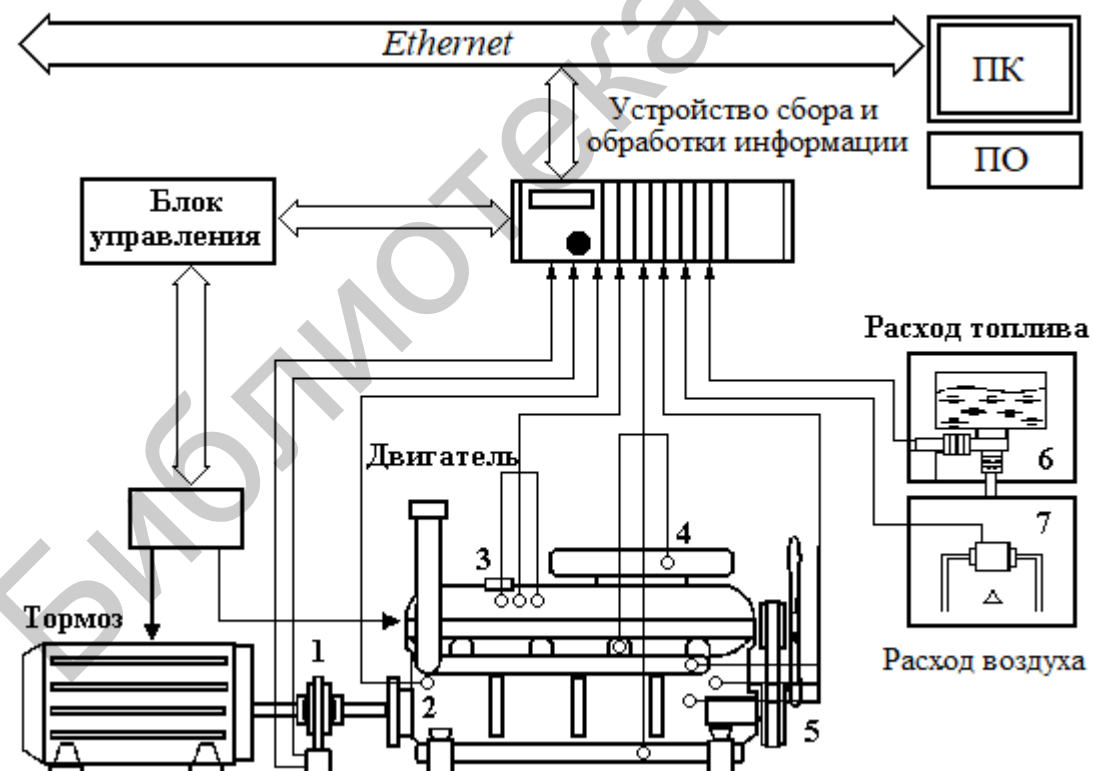 Ethernet
ПК
Устройство сбора и
обработки информации
ПО
Блок
управления
Расход топлива
6
Двигатель
7
3
4
Тормоз
1
Расход воздуха
2
5
Библиотека